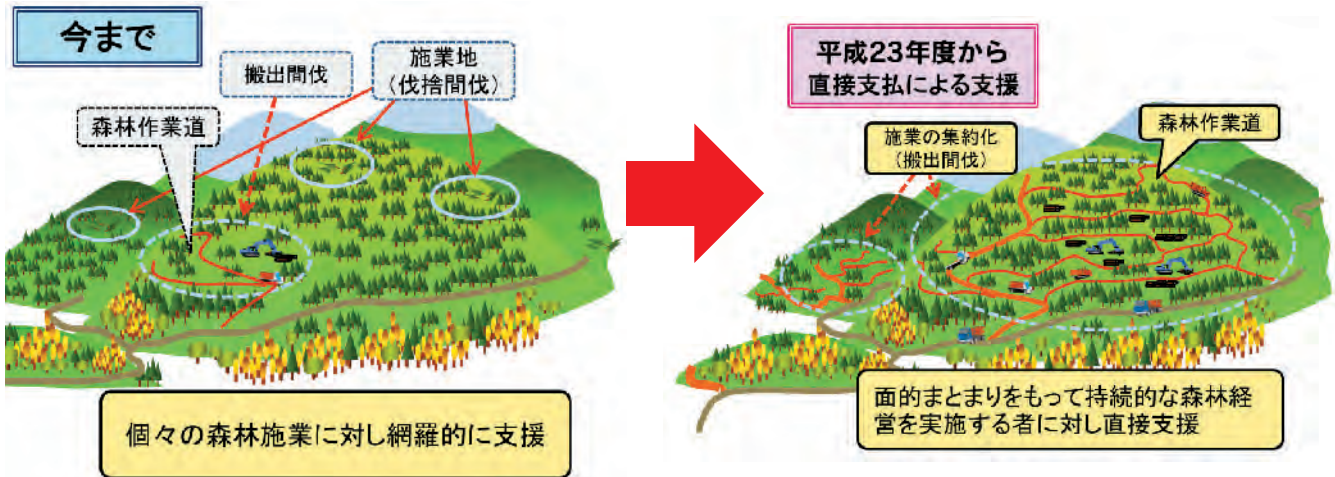 今まで
搬出間伐
施業地
(伐捨間伐)
森林作業道
個々の森林施業に対し網羅的に支援
平成23年度から
直接支払による支援
施業の集約化
(搬出間伐)
森林作業道
面的まとまりをもって持続的な森林経
営を実施する者に対し直接支援